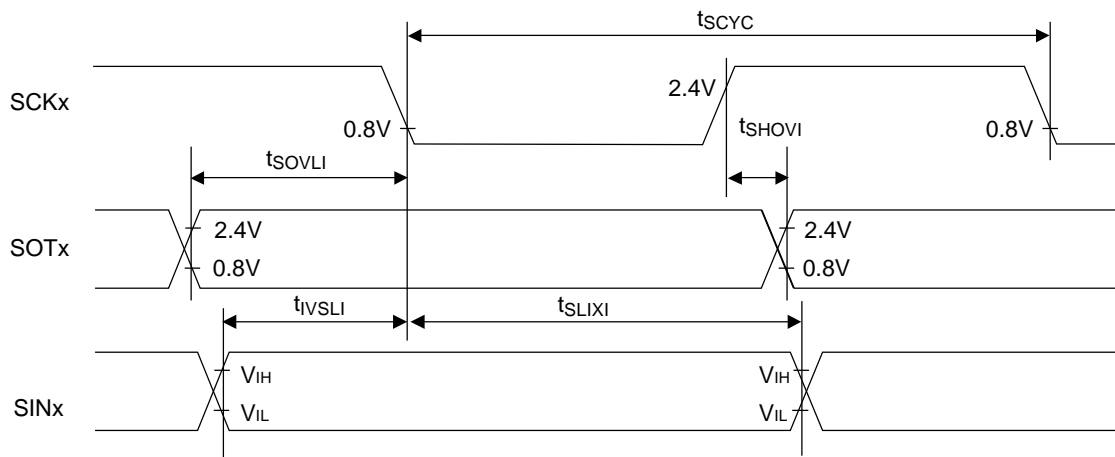 tSCYC
SCKx
2.4V
0.8V
tSHOVI
0.8V
tSOVLI
SOTx
2.4V
0.8V
2.4V
0.8V
tIVSLI
tSLIXI
SINx
VIH
VIL
VIH
VIL